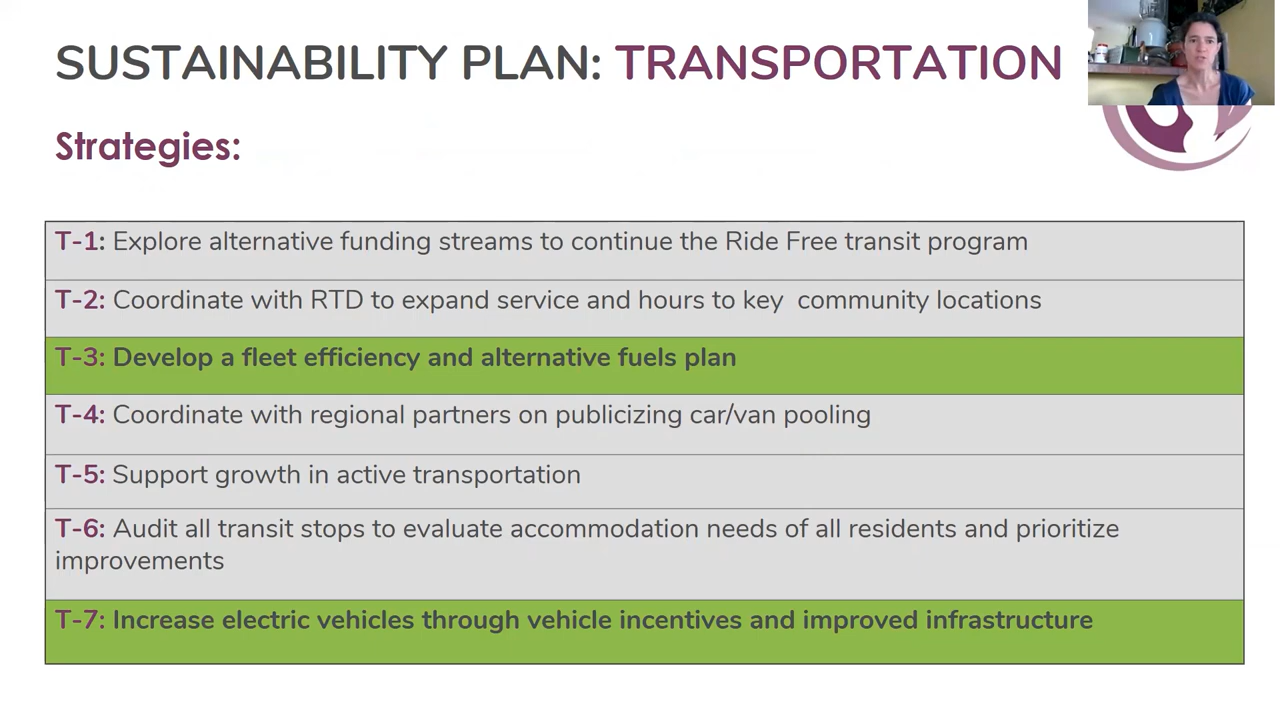 SUSTAINABILITY PLAN: TRANSPORTATION
Strategies:
T-1: Explore alternative funding streams to continue the Ride Free transit program
T-2: Coordinate with RTD to expand service and hours to key  community locations
T-3: Develop a fleet efficiency and alternative fuels plan
T-4: Coordinate with regional partners on publicizing car/van pooling
T-5: Support growth in active transportation
T-6: Audit all transit stops to evaluate accommodation needs of all residents and prioritize
improvements
T-7: Increase electric vehicles through vehicle incentives and improved infrastructure